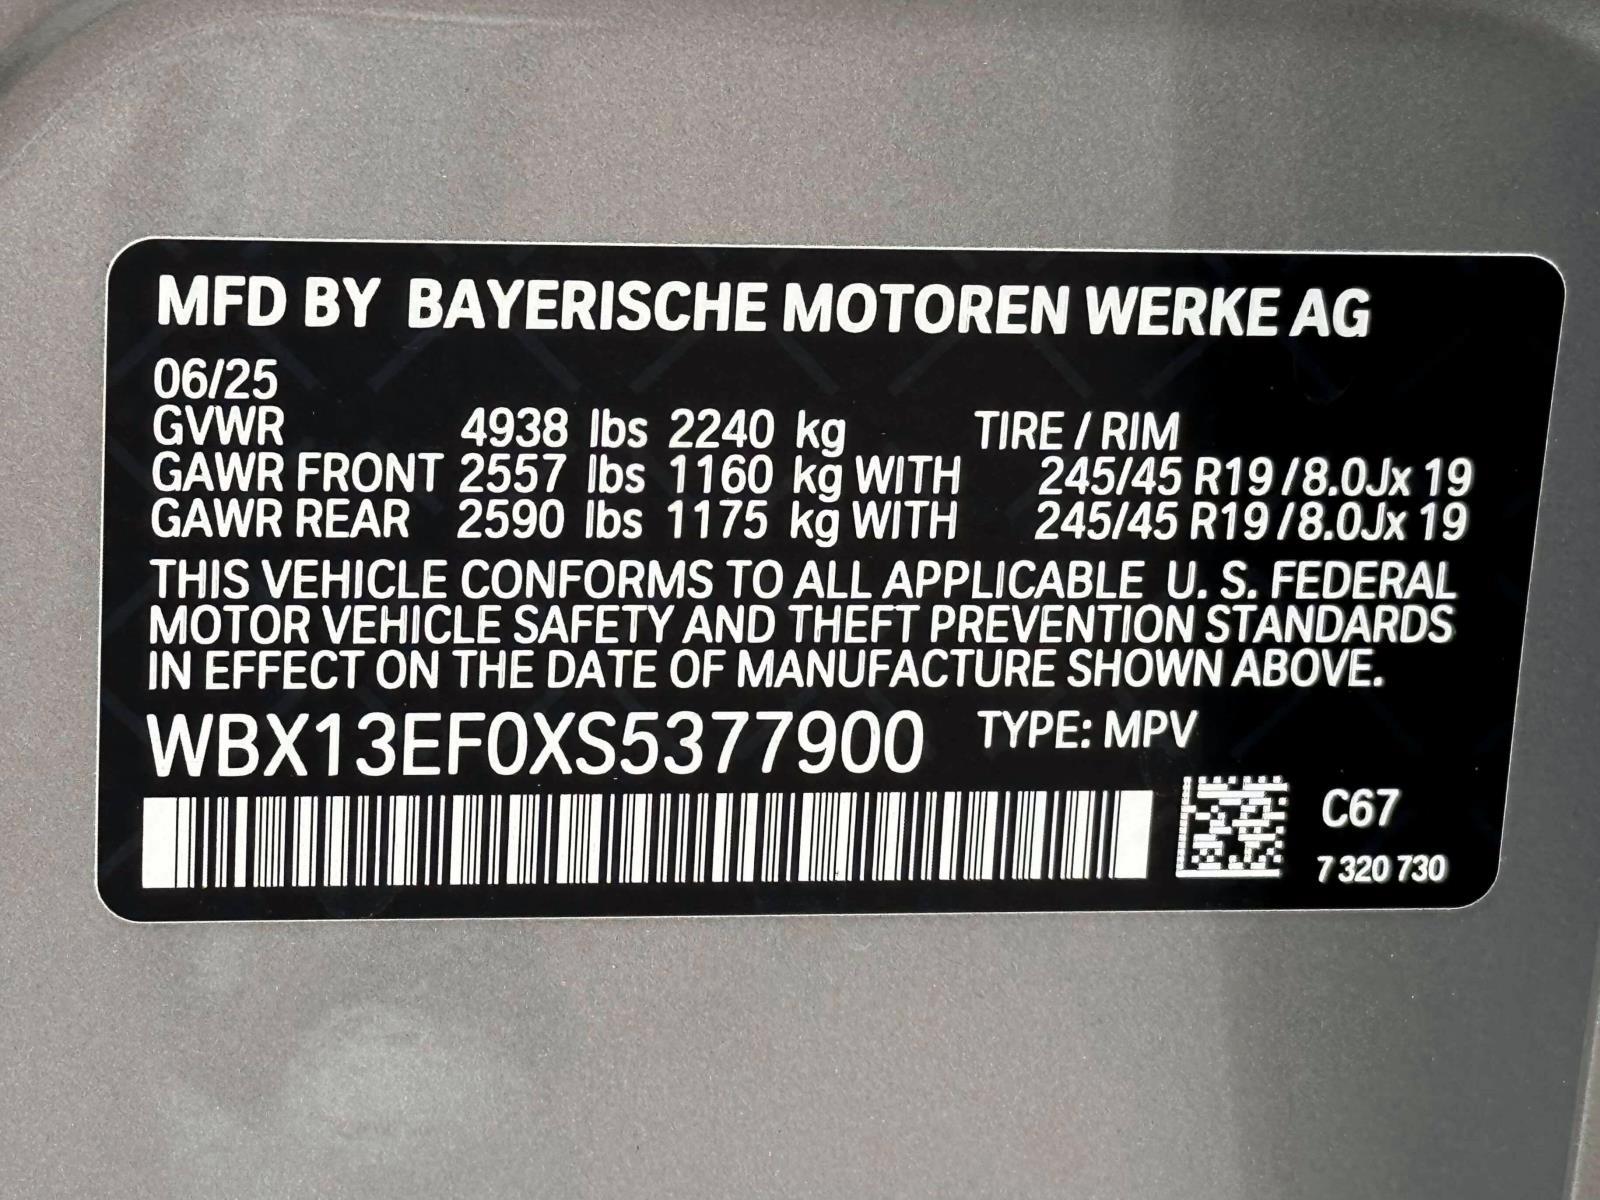 MFD BY BAYERISCHE MOTOREN WERKE AG
06/25
GVWR 4938 lbs 2240 kg TIRE / RIM
GAWR FRONT 2557 lbs 1160 kg WITH 245/45 R19 /8.0Jx 19
GAWR REAR 2590 lbs 1175 kg WITH 245/45 R19 /8.0Jx 19
THIS VEHICLE CONFORMS TO ALL APPLICABLE U. S. FEDERAL
MOTOR VEHICLE SAFETY AND THEFT PREVENTION STANDARDS
IN EFFECT ON THE DATE OF MANUFACTURE SHOWN ABOVE.
WBX13EF0XS5377900 TYPE: MPV
C67
7 320 730